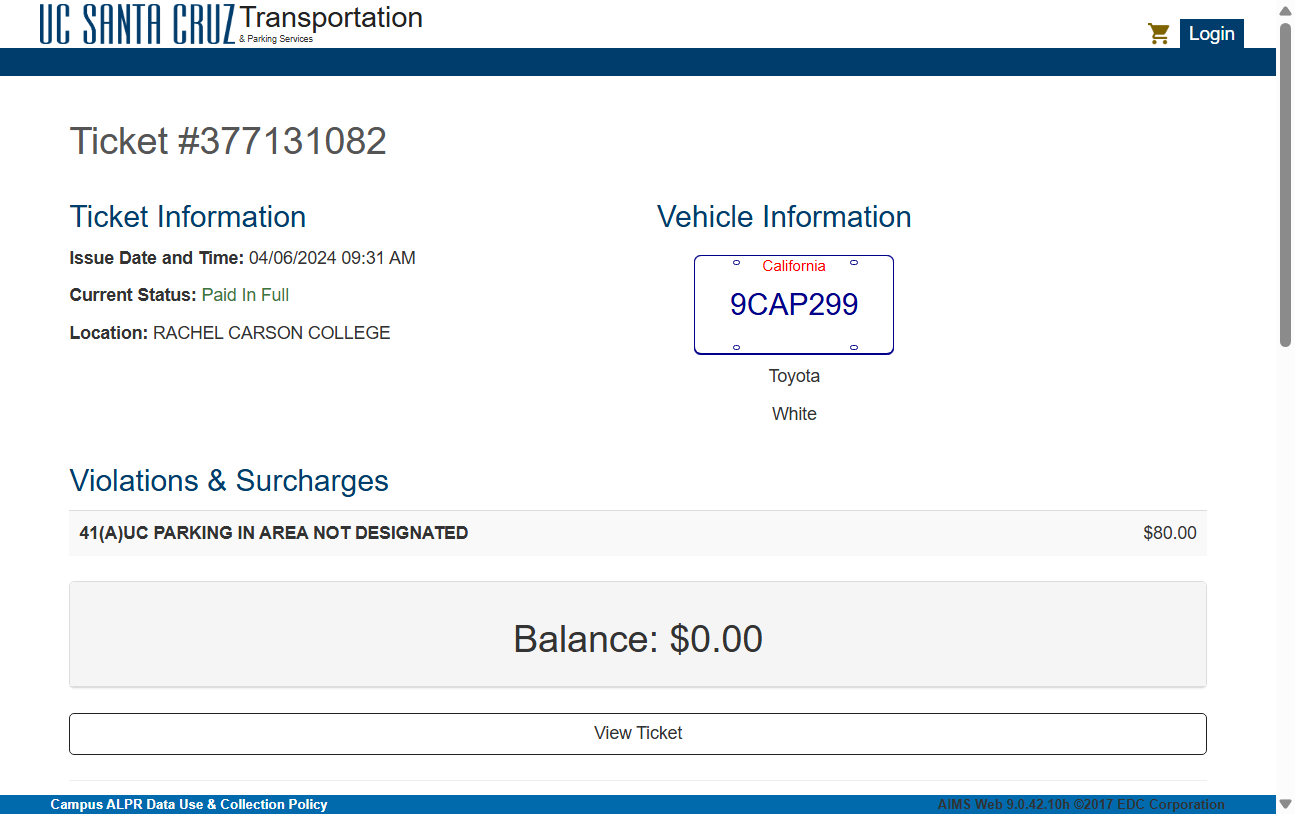 UC SANTA CRUZ Transportation
& Parking Services
Login
Ticket #377131082
Ticket Information
Issue Date and Time: 04/06/2024 09:31 AM
Current Status: Paid In Full
Location: RACHEL CARSON COLLEGE
Vehicle Information
California
9CAP299
Toyota
White
Violations & Surcharges
41(A)UC PARKING IN AREA NOT DESIGNATED $80.00
Balance: $0.00
View Ticket
Campus ALPR Data Use & Collection Policy
AIMS Web 9.0.42.10h ©2017 EDC Corporation